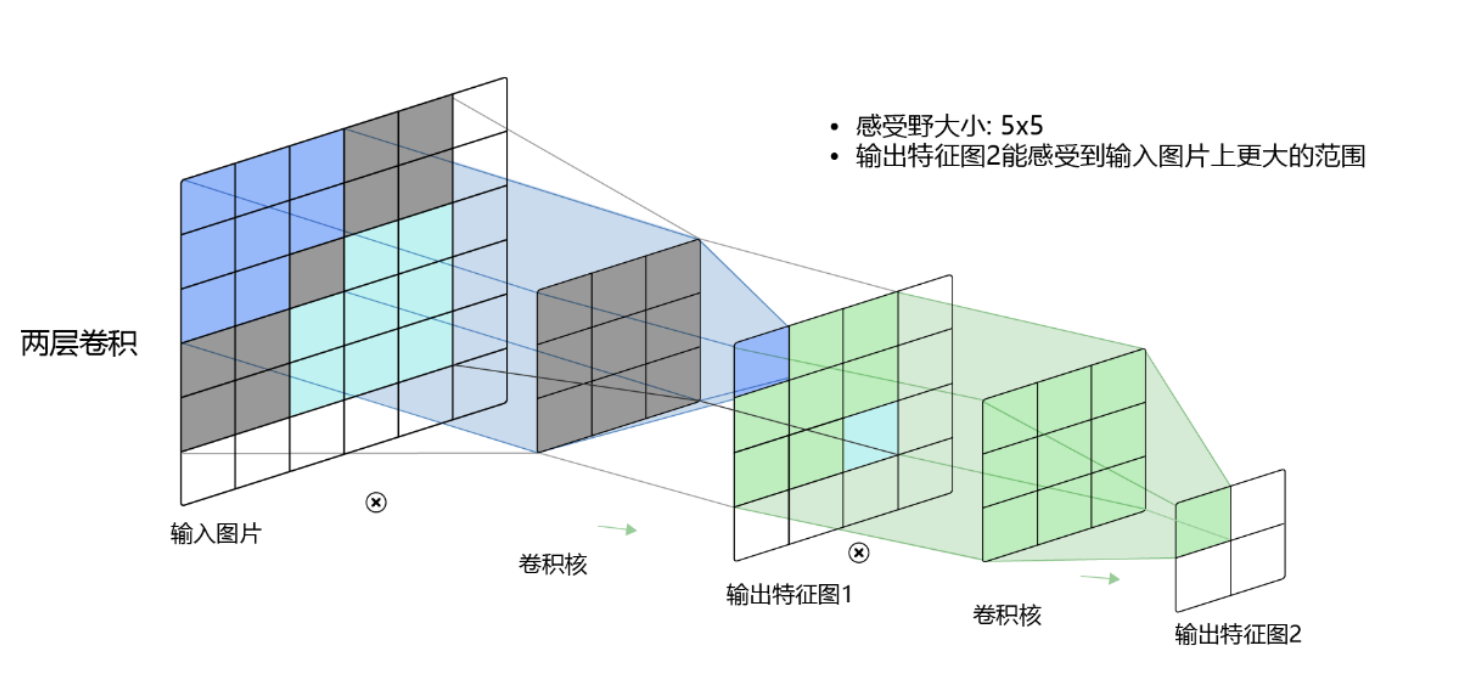 • 感受野大小: 5x5
• 输出特征图2能感受到输入图片上更大的范围
两层卷积
输入图片
卷积核
输出特征图1
卷积核
输出特征图2